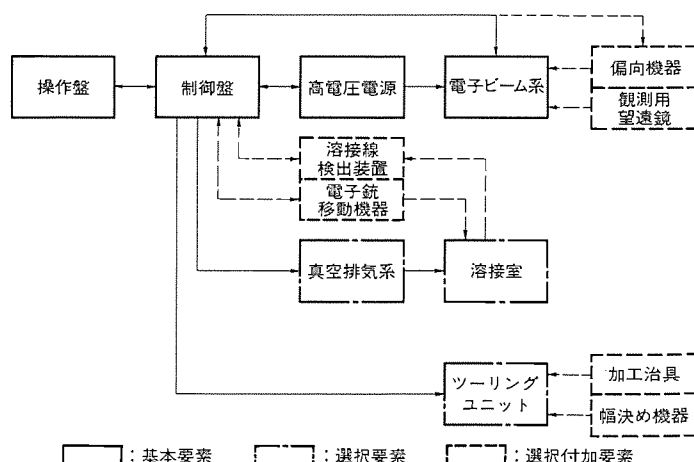 操作盤
制御盤
高電圧電源
電子ビーム系
偏向機器
観測用
望遠鏡
溶接線
検出装置
電子銃
移動機器
真空排気系
溶接室
ツーリング
ユニット
加工治具
幅決め機器
：基本要素 ：選択要素 ：選択付加要素